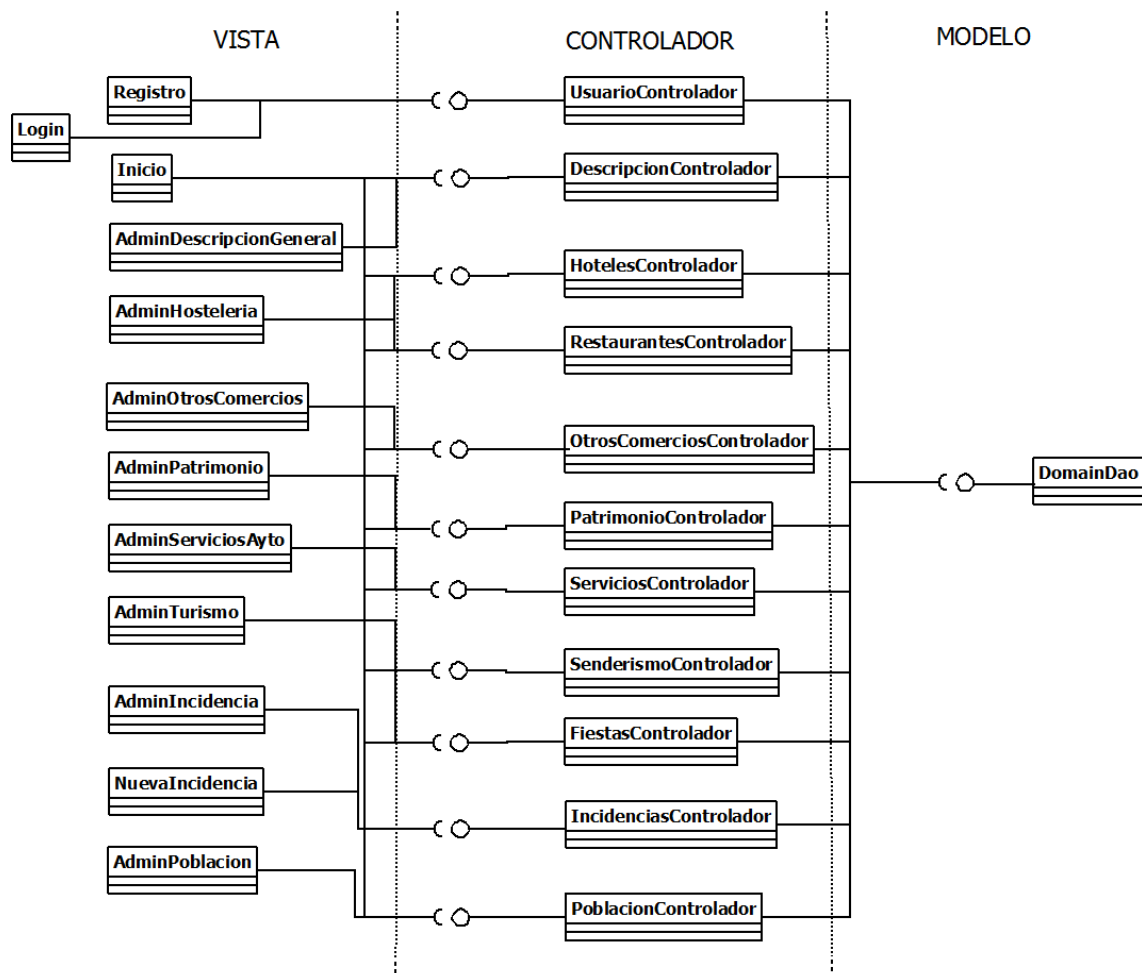 VISTA
CONTROLADOR
MODELO
Registro
UsuarioControlador
Login
Inicio
DescripcionControlador
AdminDescripcionGeneral
HotelesControlador
AdminHosteleria
RestaurantesControlador
AdminOtrosComercios
OtrosComerciosControlador
AdminPatrimonio
DomainDao
PatrimonioControlador
AdminServiciosAyto
ServiciosControlador
AdminTurismo
SenderismoControlador
AdminIncidencia
FiestasControlador
NuevaIncidencia
IncidenciasControlador
AdminPoblacion
PoblacionControlador